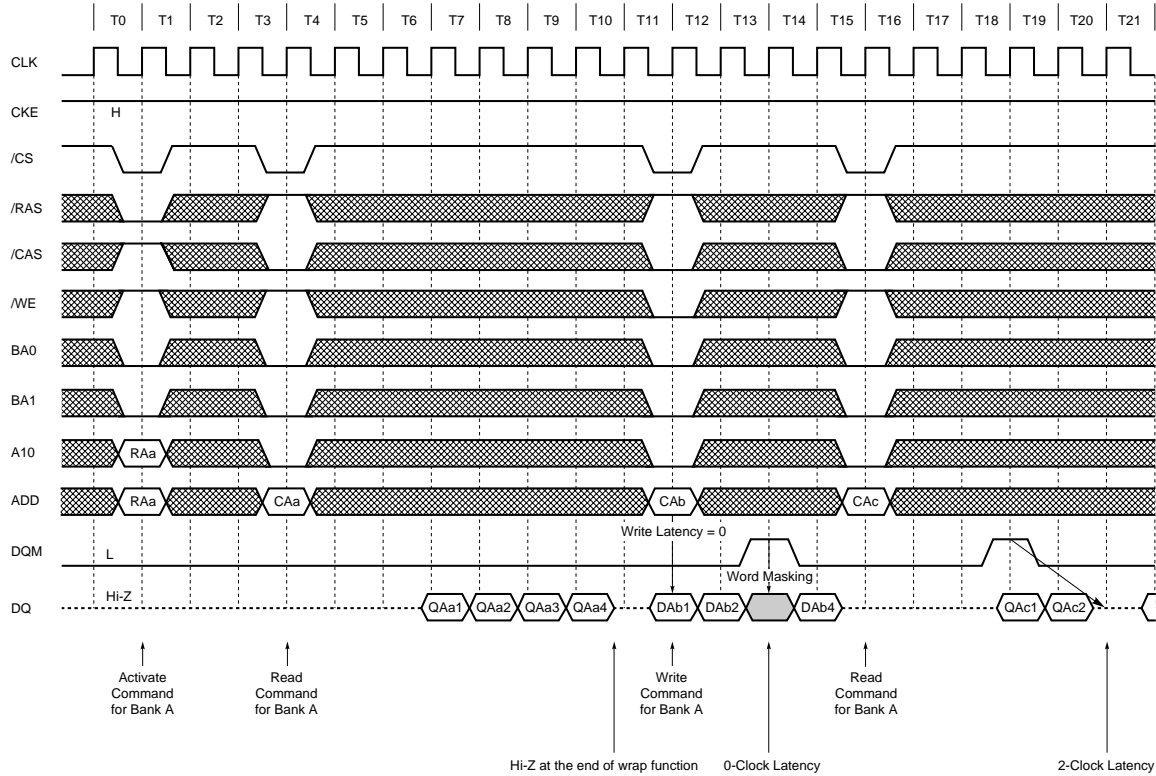 T0 T1 T2 T3 T4 T5 T6 T7 T8 T9 T10 T11 T12 T13 T14 T15 T16 T17 T18 T19 T20 T21
CLK
CKE H
/CS
/RAS
/CAS
/WE
BA0
BA1
A10 RAa
ADD RAa CAa CAb CAc
Write Latency = 0
DQM L
Word Masking
Hi-Z
DQ QAa1 QAa2 QAa3 QAa4 DAb1 DAb2 DAb4 QAc1 QAc2
Activate Command for Bank A
Read Command for Bank A
Write Command for Bank A
Read Command for Bank A
Hi-Z at the end of wrap function 0-Clock Latency 2-Clock Latency